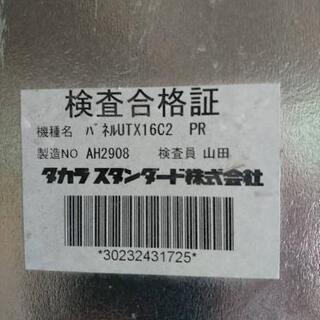 検査合格証
機種名 パネルUTX16C2 PR
製造NO AH2908 検査員 山田
タカラスタンダード株式会社
*30232431725*